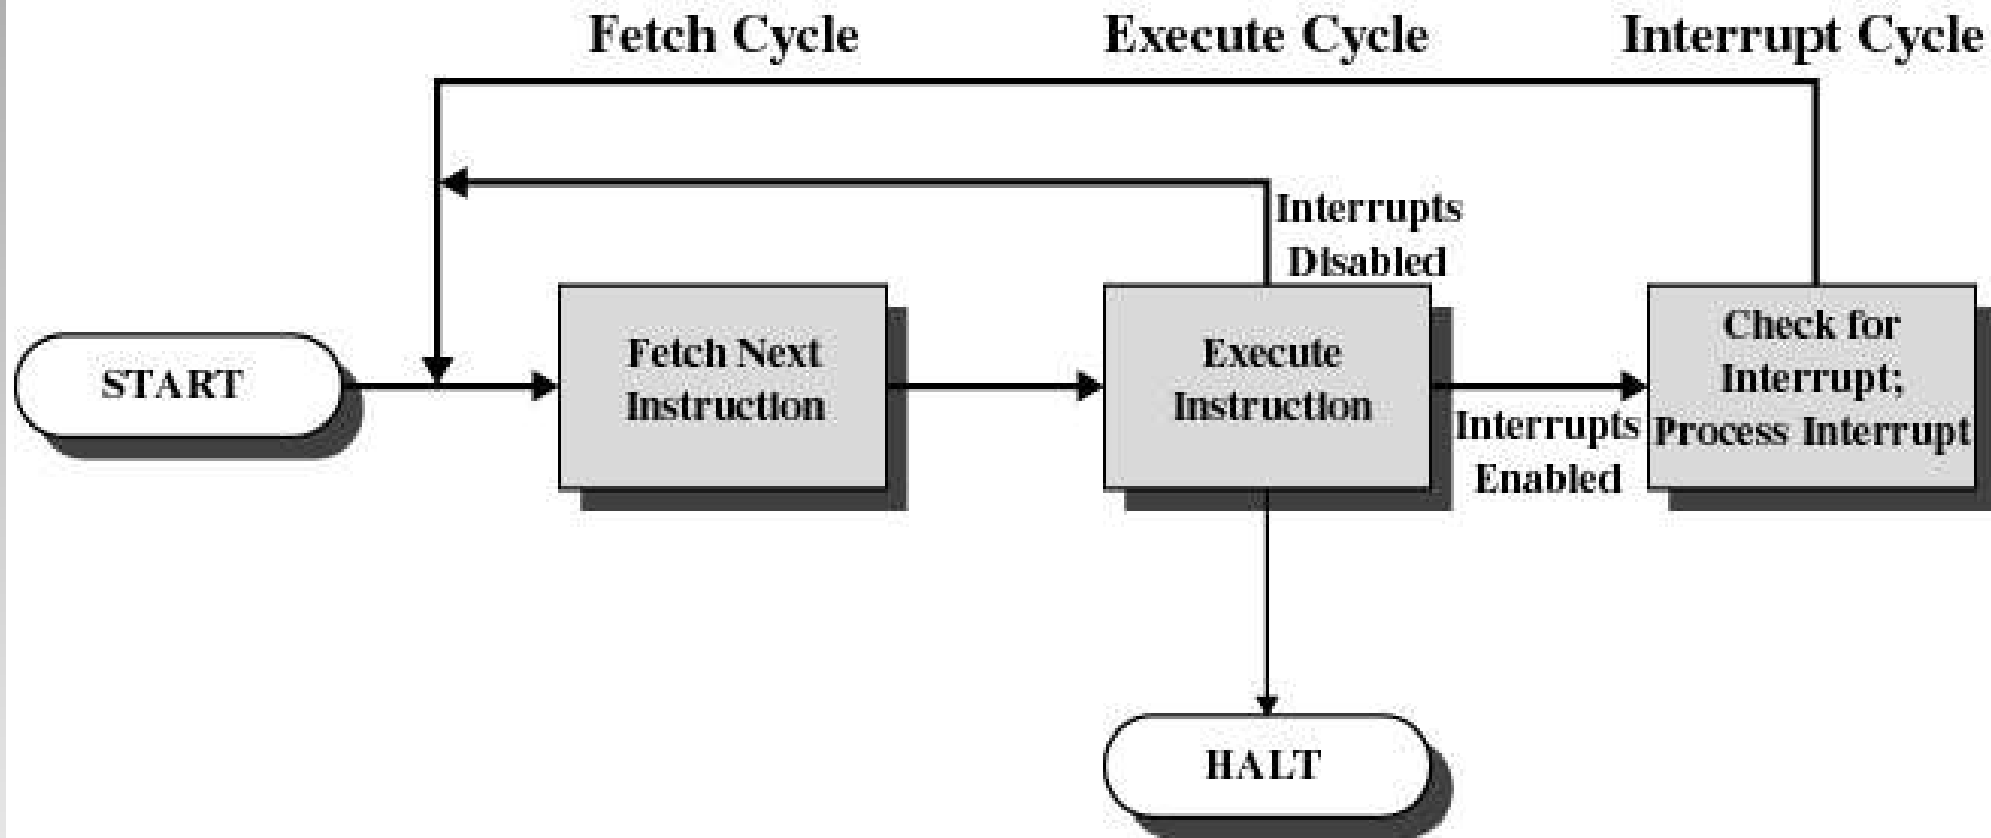 Fetch Cycle
Execute Cycle
Interrupt Cycle
Interrupts
Disabled
START
Fetch Next
Instruction
Execute
Instruction
Interrupts
Enabled
Check for
Interrupt;
Process Interrupt
HALT